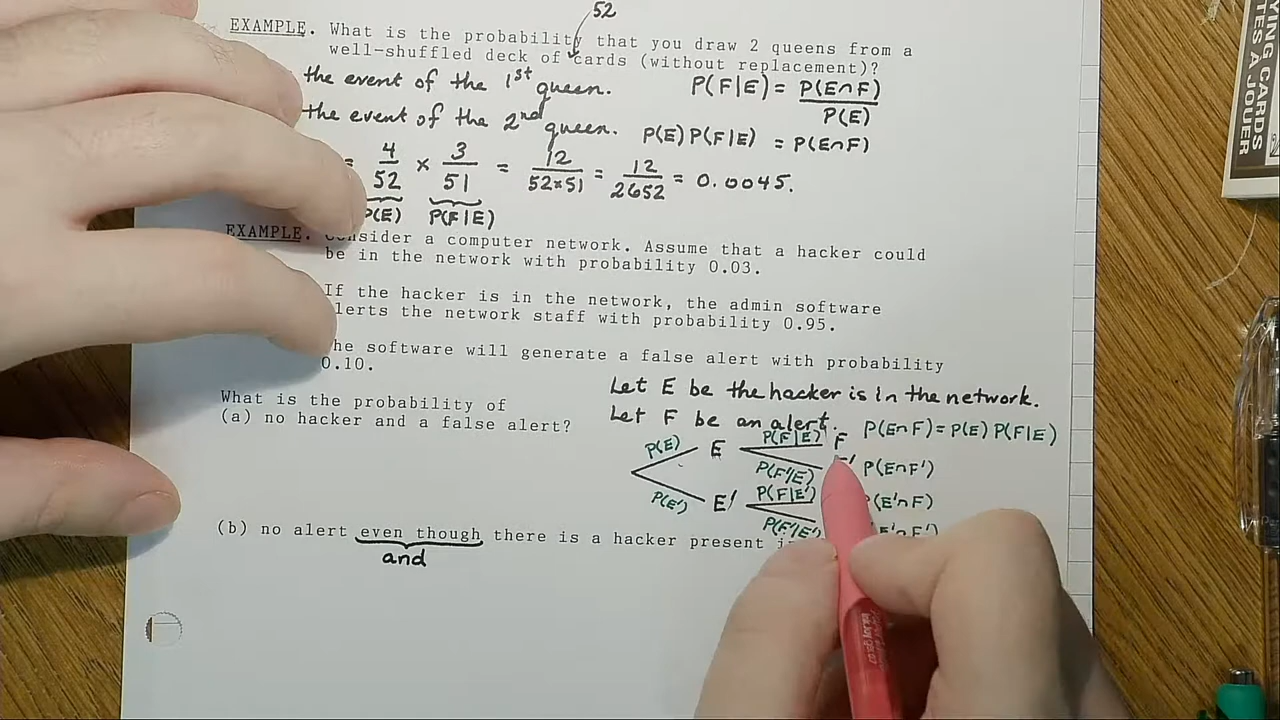 52
EXAMPLE. What is the probability that you draw 2 queens from a
well-shuffled deck of cards (without replacement)?
the event of the 1st queen. P(F|E) = P(E∩F) / P(E)
the event of the 2nd queen. P(E) P(F|E) = P(E∩F)
= 4/52 × 3/51 = 12/52×51 = 12/2652 = 0.0045.
P(E) P(F|E)
EXAMPLE. Consider a computer network. Assume that a hacker could
be in the network with probability 0.03.
If the hacker is in the network, the admin software
alerts the network staff with probability 0.95.
The software will generate a false alert with probability
0.10.
Let E be the hacker is in the network.
What is the probability of
(a) no hacker and a false alert?
Let F be an alert. P(E∩F) = P(E) P(F|E)
P(E) E P(F|E) F
P(F'|E) F' P(E∩F')
P(E') E' P(F|E') P(E'∩F)
P(F'|E') P(E'∩F')
(b) no alert even though there is a hacker present
and
YING CARDS
TES À JOUER